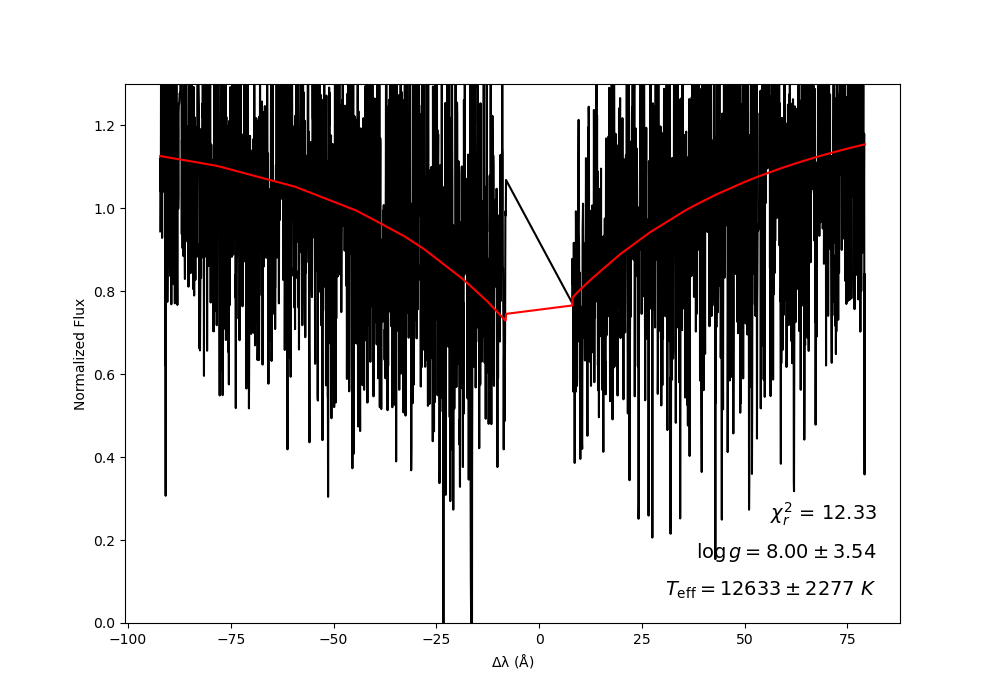 1.2
1.0
0.8
0.6
0.4
0.2
0.0
Normalized Flux
χ²ᵣ = 12.33
log g = 8.00 ± 3.54
T_eff = 12633 ± 2277 K
−100 −75 −50 −25 0 25 50 75
Δλ (Å)